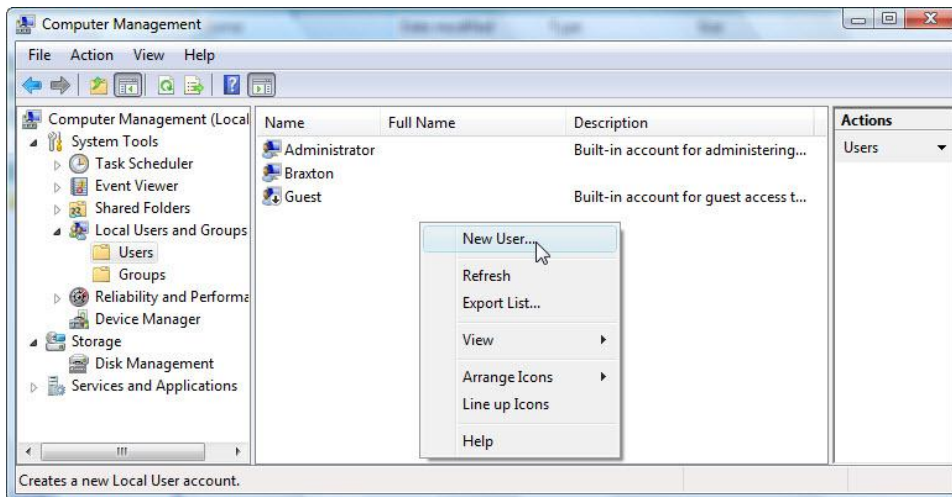 Computer Management
File Action View Help
Computer Management (Local
System Tools
Task Scheduler
Event Viewer
Shared Folders
Local Users and Groups
Users
Groups
Reliability and Performa
Device Manager
Storage
Disk Management
Services and Applications
Name Full Name Description
Administrator Built-in account for administering...
Braxton
Guest Built-in account for guest access t...
New User...
Refresh
Export List...
View
Arrange Icons
Line up Icons
Help
Actions
Users
Creates a new Local User account.